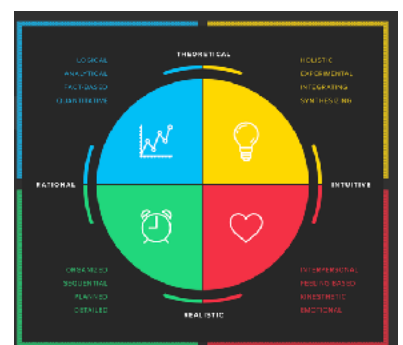 THEORETICAL
LOGICAL
ANALYTICAL
FACT-BASED
QUANTITATIVE
HOLISTIC
EXPERIMENTAL
INTEGRATING
SYNTHESIZING
RATIONAL
INTUITIVE
ORGANIZED
SEQUENTIAL
PLANNED
DETAILED
INTERPERSONAL
FEELING-BASED
KINESTHETIC
EMOTIONAL
REALISTIC